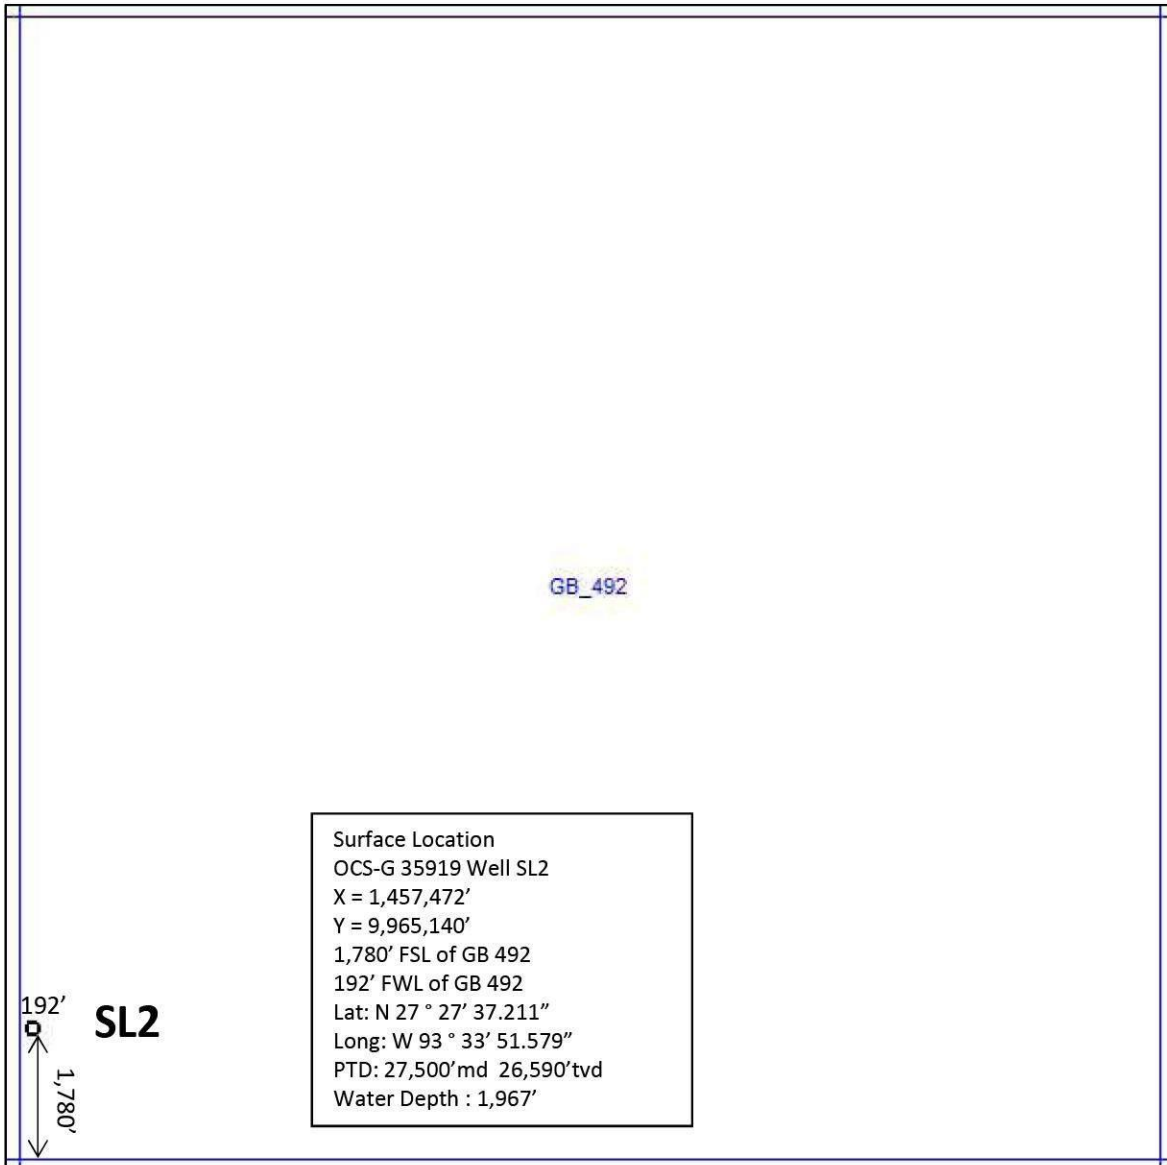 GB_492
Surface Location
OCS-G 35919 Well SL2
X = 1,457,472’
Y = 9,965,140’
1,780’ FSL of GB 492
192’ FWL of GB 492
Lat: N 27 ° 27’ 37.211”
Long: W 93 ° 33’ 51.579”
PTD: 27,500’md 26,590’tvd
Water Depth : 1,967’
192’
SL2
1,780’